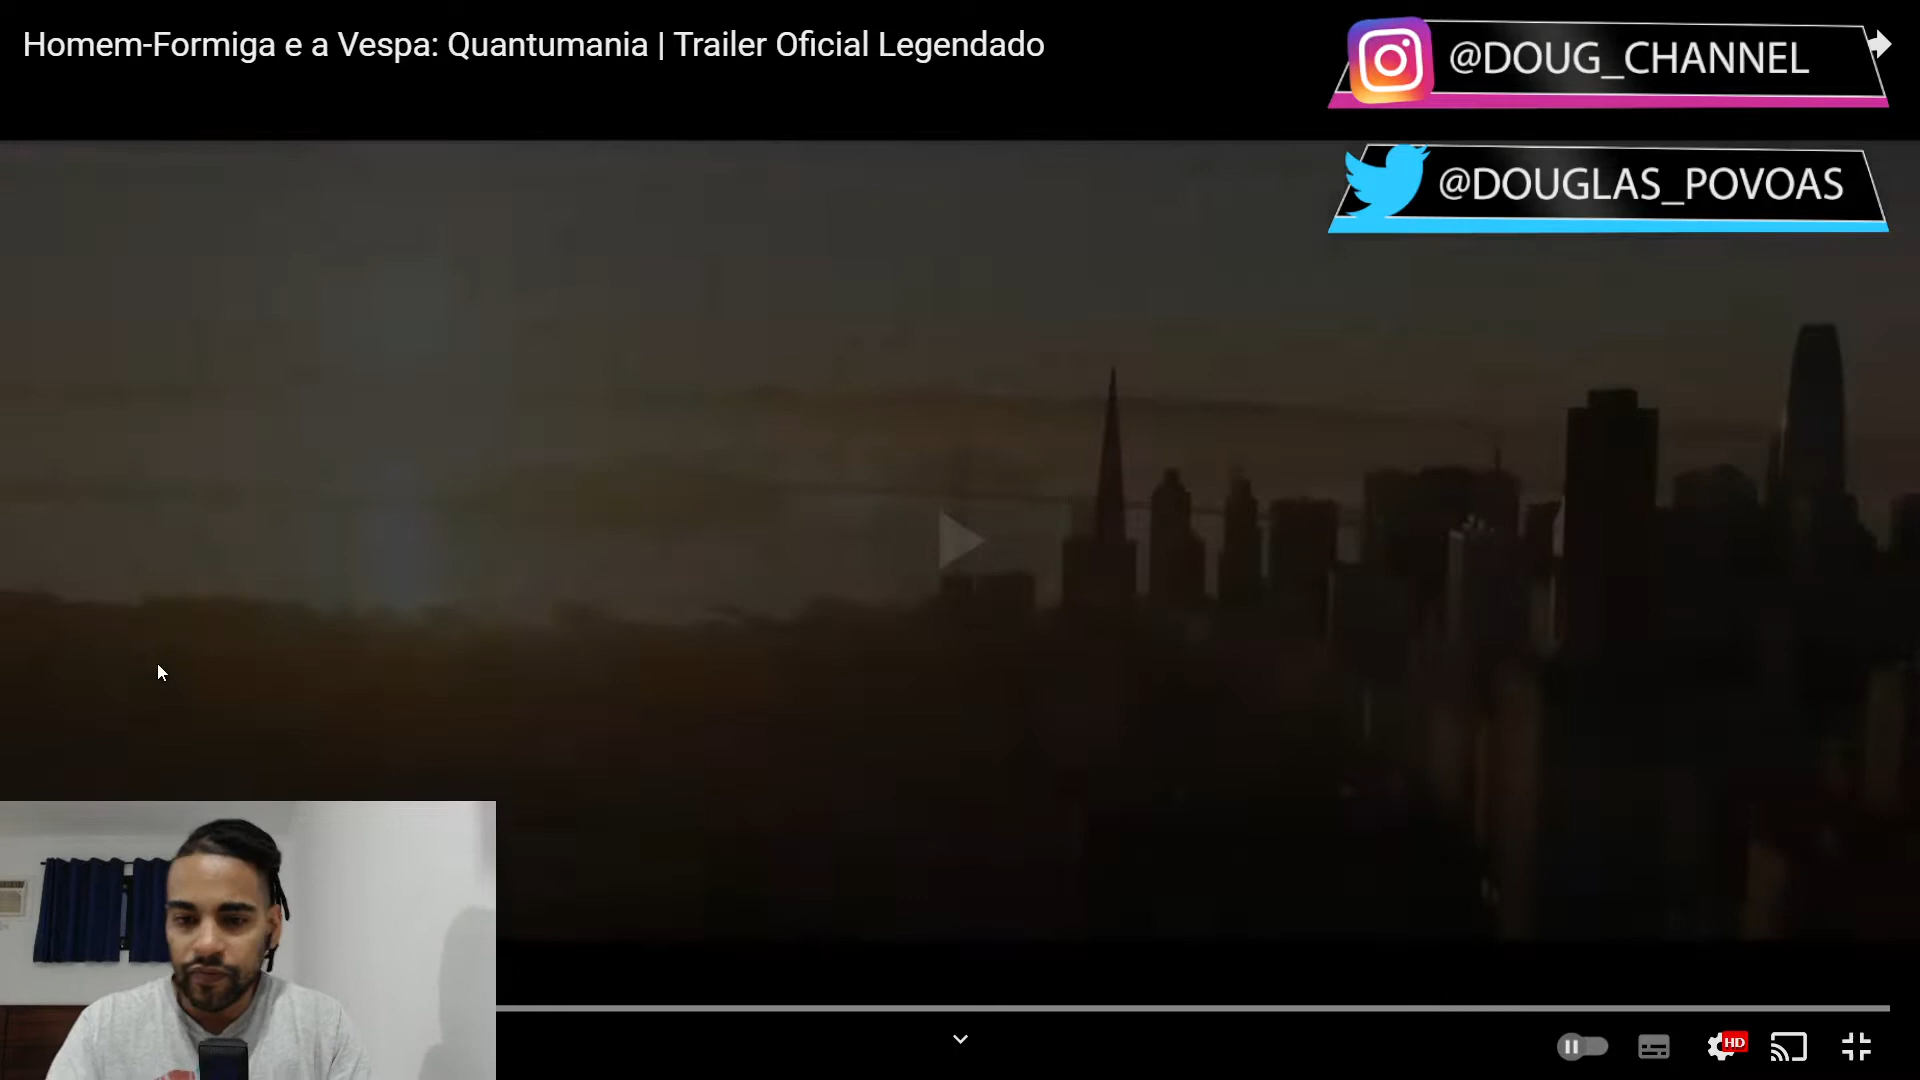 Homem-Formiga e a Vespa: Quantumania | Trailer Oficial Legendado
@DOUG_CHANNEL
@DOUGLAS_POVOAS
HD